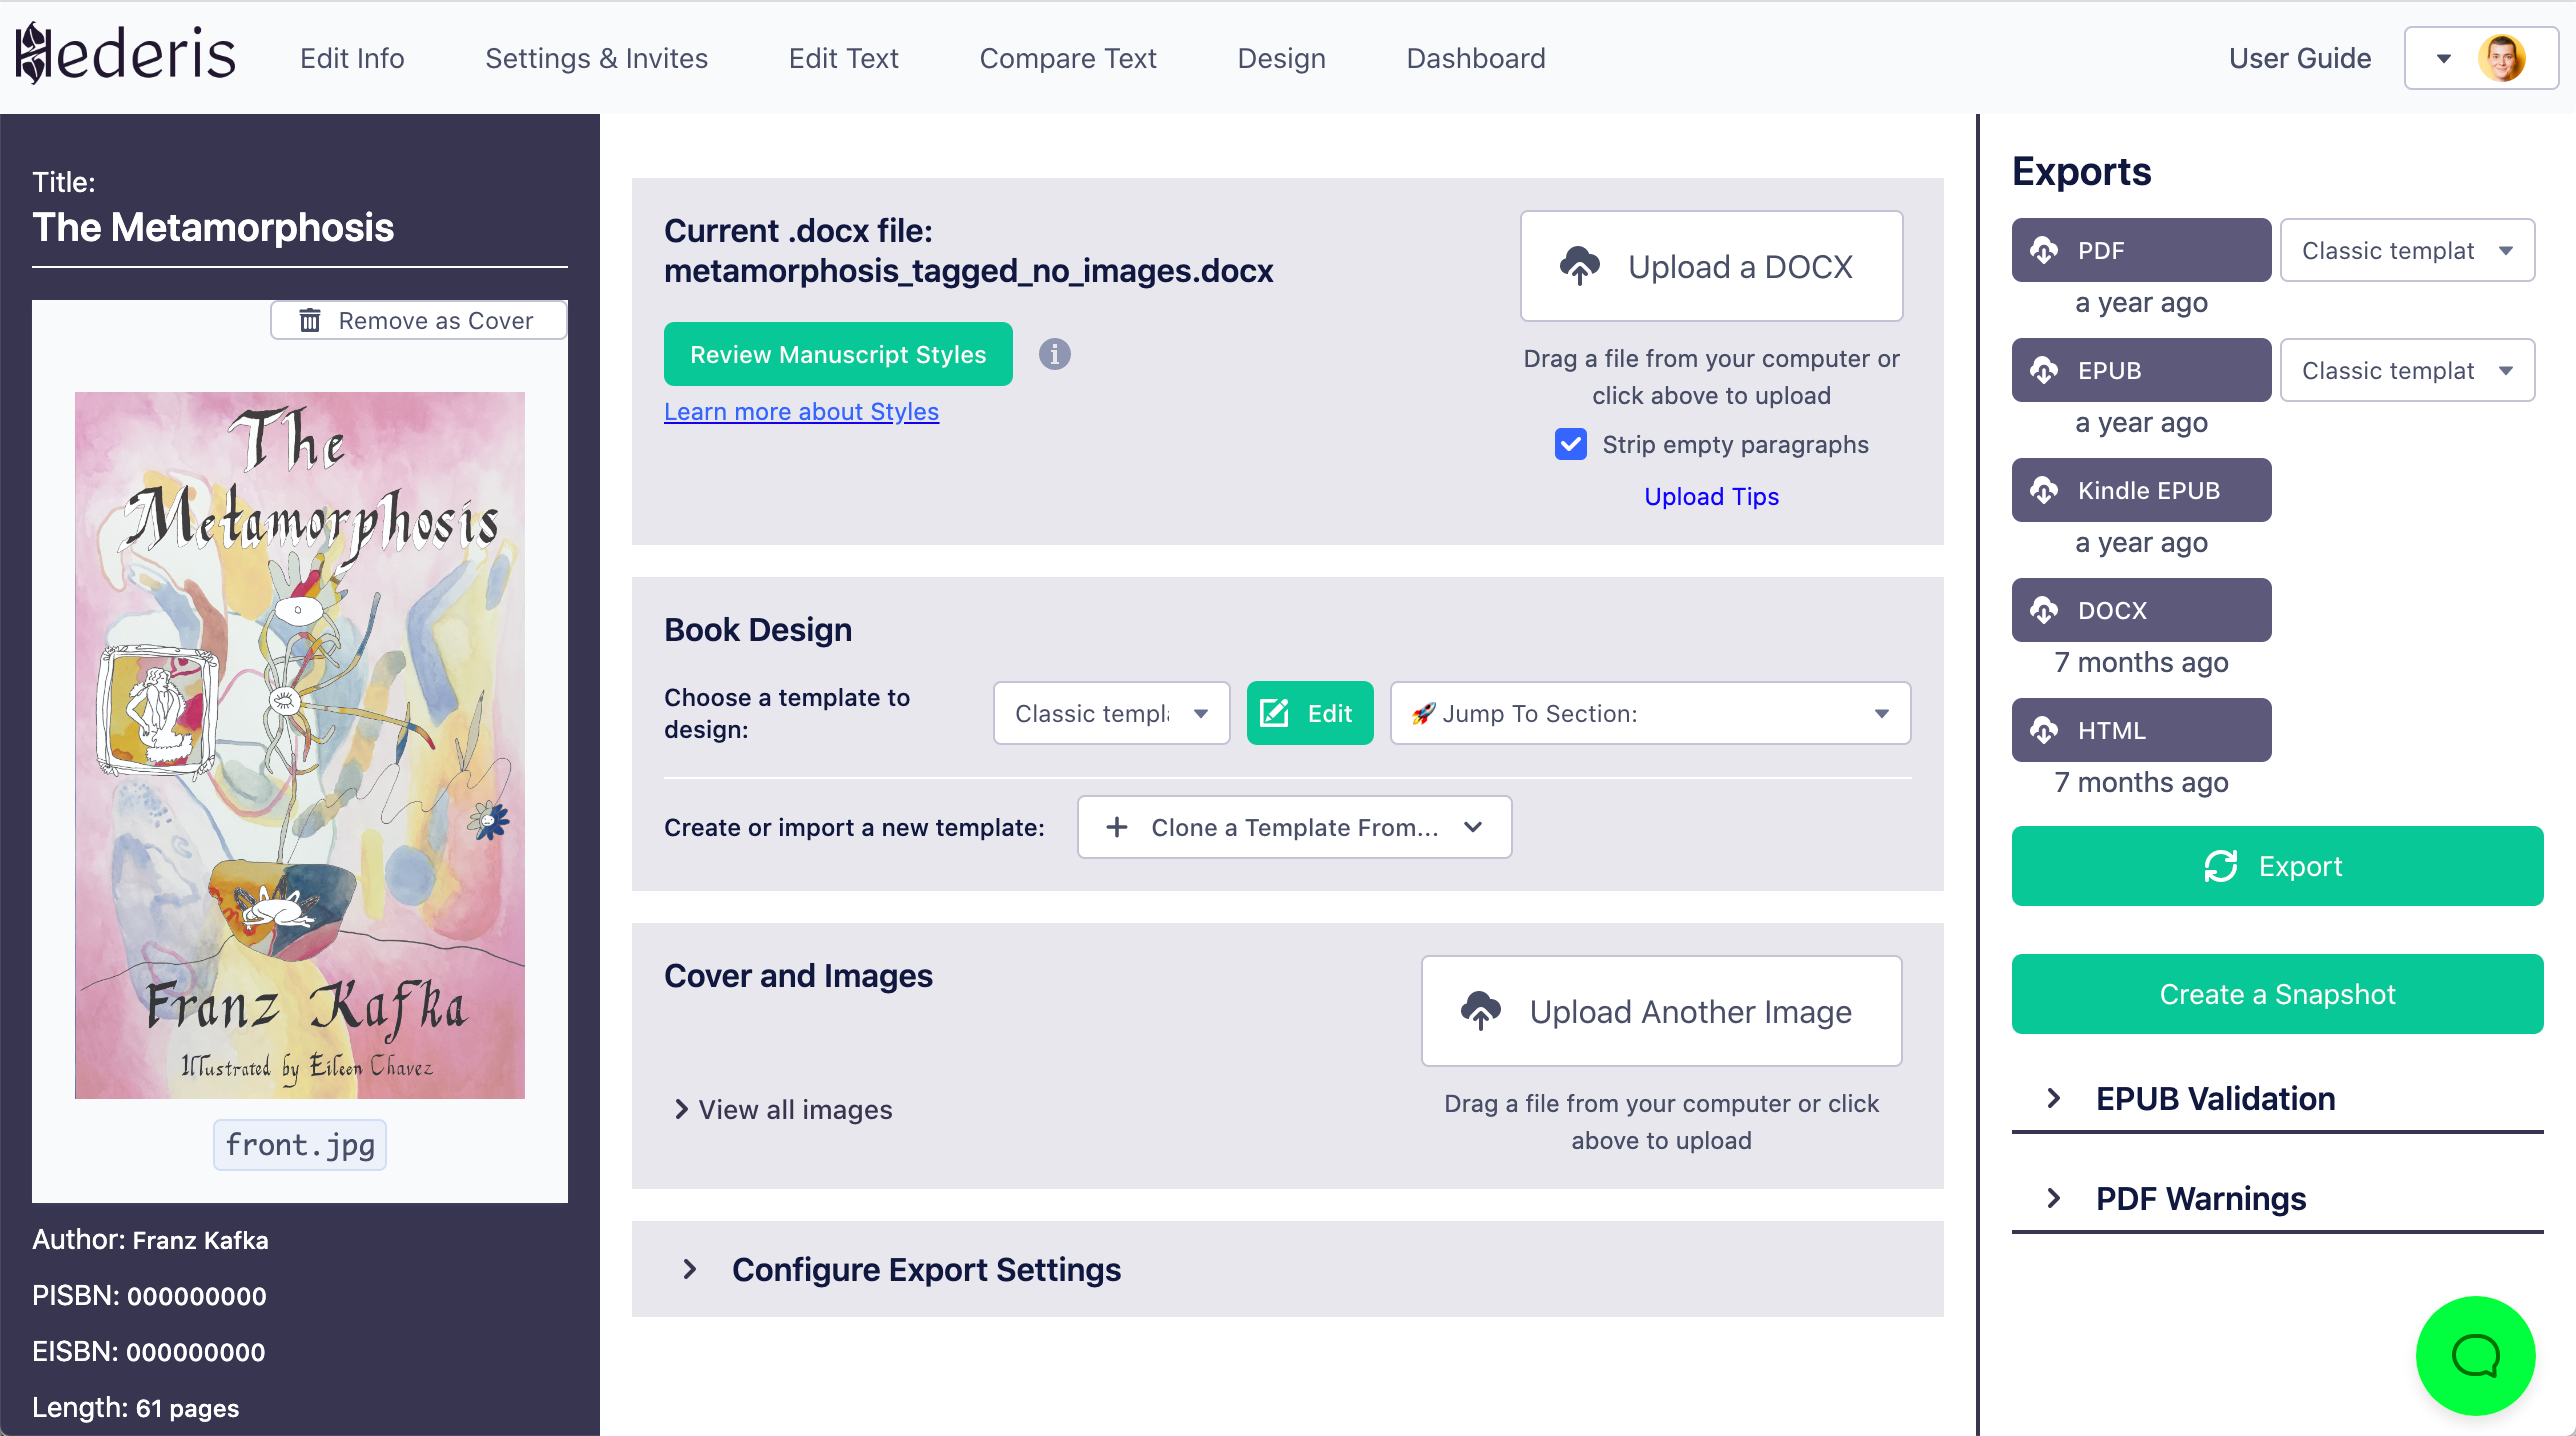 Hederis
Edit Info
Settings & Invites
Edit Text
Compare Text
Design
Dashboard
User Guide
Title:
The Metamorphosis
Remove as Cover
The
Metamorphosis
Franz Kafka
Illustrated by Eileen Chavez
front.jpg
Author: Franz Kafka
PISBN: 000000000
EISBN: 000000000
Length: 61 pages
Current .docx file:
metamorphosis_tagged_no_images.docx
Review Manuscript Styles
Learn more about Styles
Upload a DOCX
Drag a file from your computer or
click above to upload
Strip empty paragraphs
Upload Tips
Book Design
Choose a template to
design:
Classic templ
Edit
🚀 Jump To Section:
Create or import a new template:
Clone a Template From...
Cover and Images
View all images
Upload Another Image
Drag a file from your computer or click
above to upload
Configure Export Settings
Exports
PDF
Classic templat
a year ago
EPUB
Classic templat
a year ago
Kindle EPUB
a year ago
DOCX
7 months ago
HTML
7 months ago
Export
Create a Snapshot
EPUB Validation
PDF Warnings